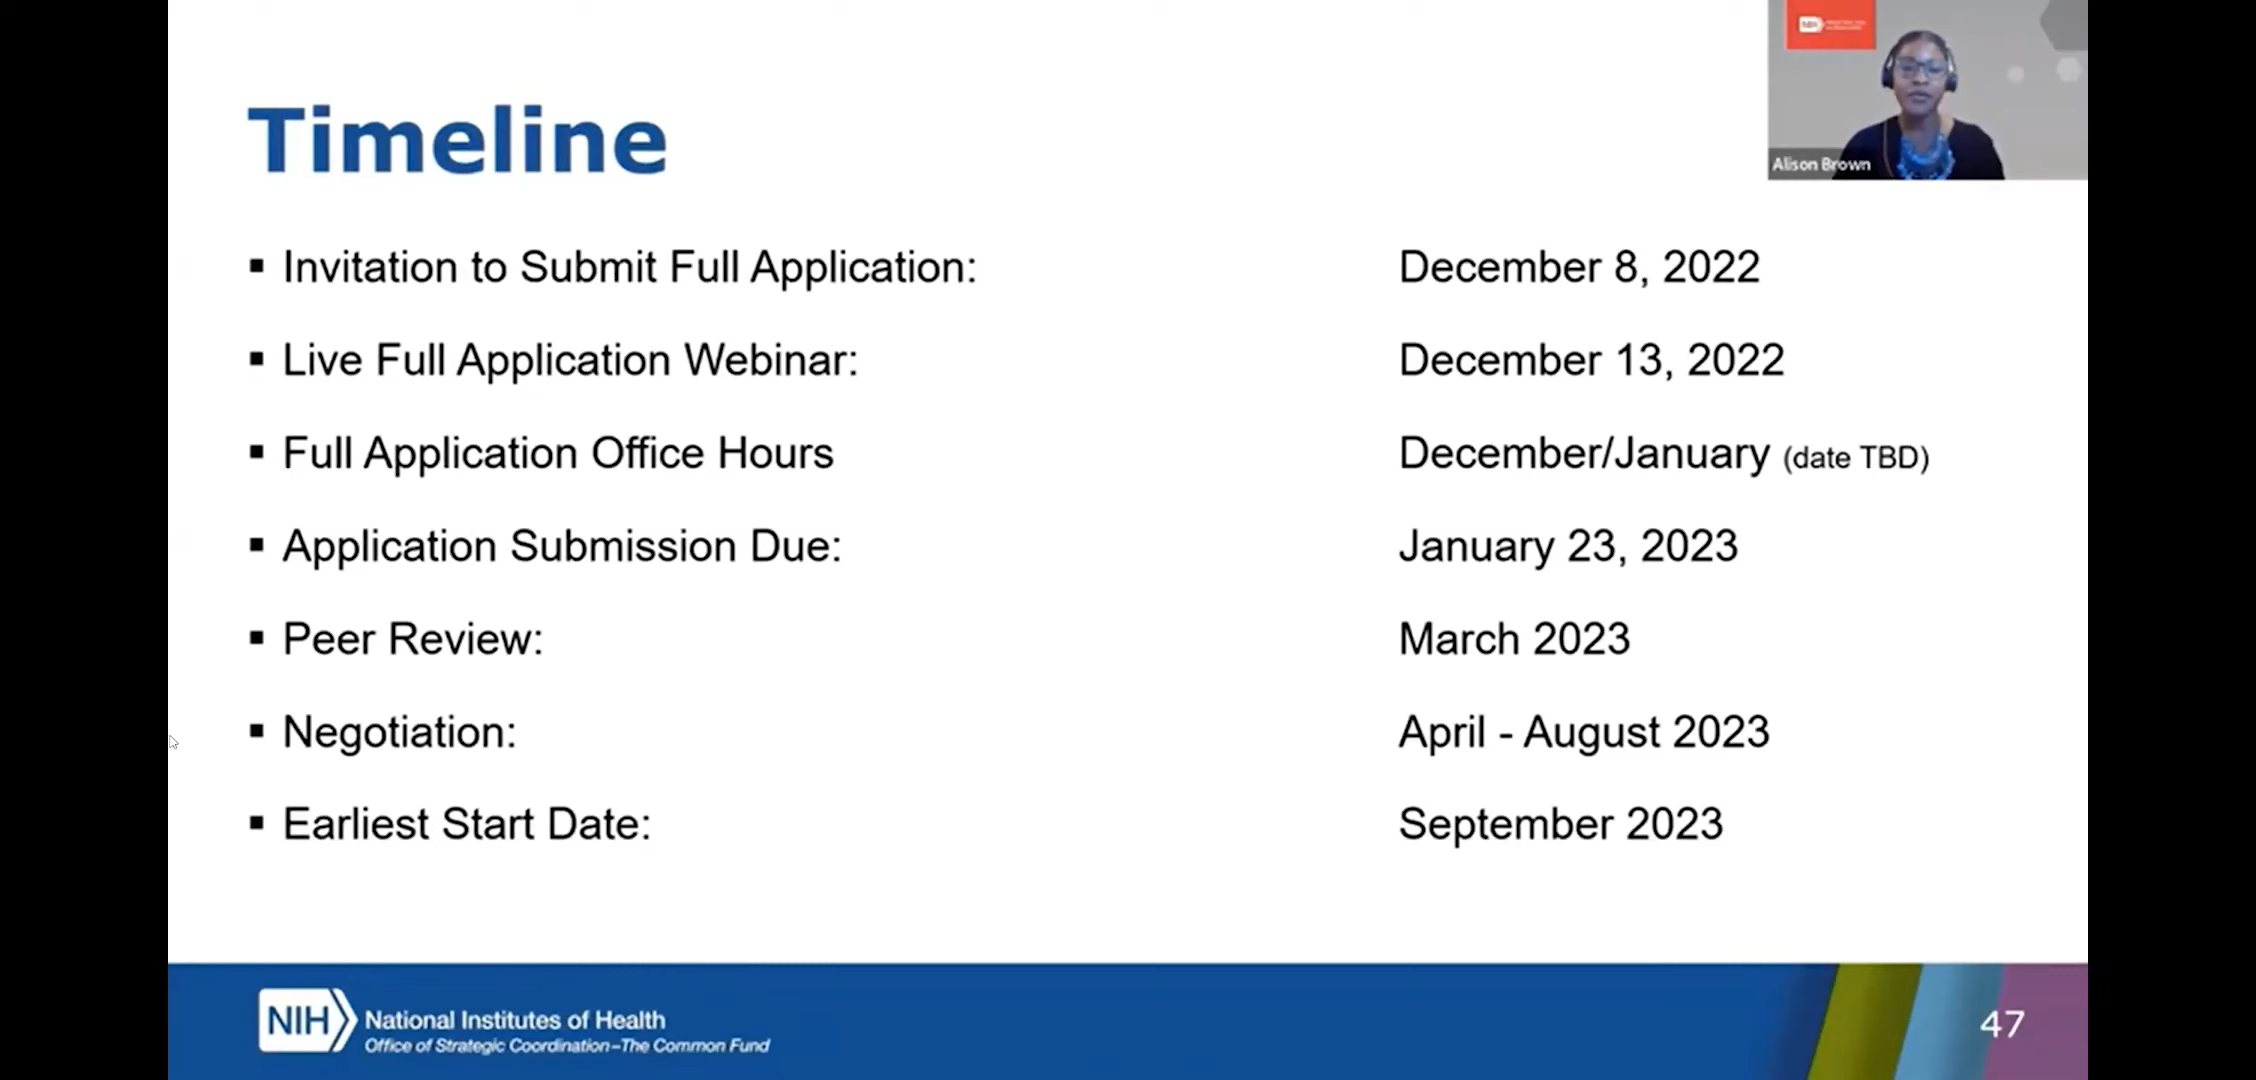 Timeline
Alison Brown
▪ Invitation to Submit Full Application: December 8, 2022
▪ Live Full Application Webinar: December 13, 2022
▪ Full Application Office Hours December/January (date TBD)
▪ Application Submission Due: January 23, 2023
▪ Peer Review: March 2023
▪ Negotiation: April - August 2023
▪ Earliest Start Date: September 2023
NIH National Institutes of Health
Office of Strategic Coordination–The Common Fund
47